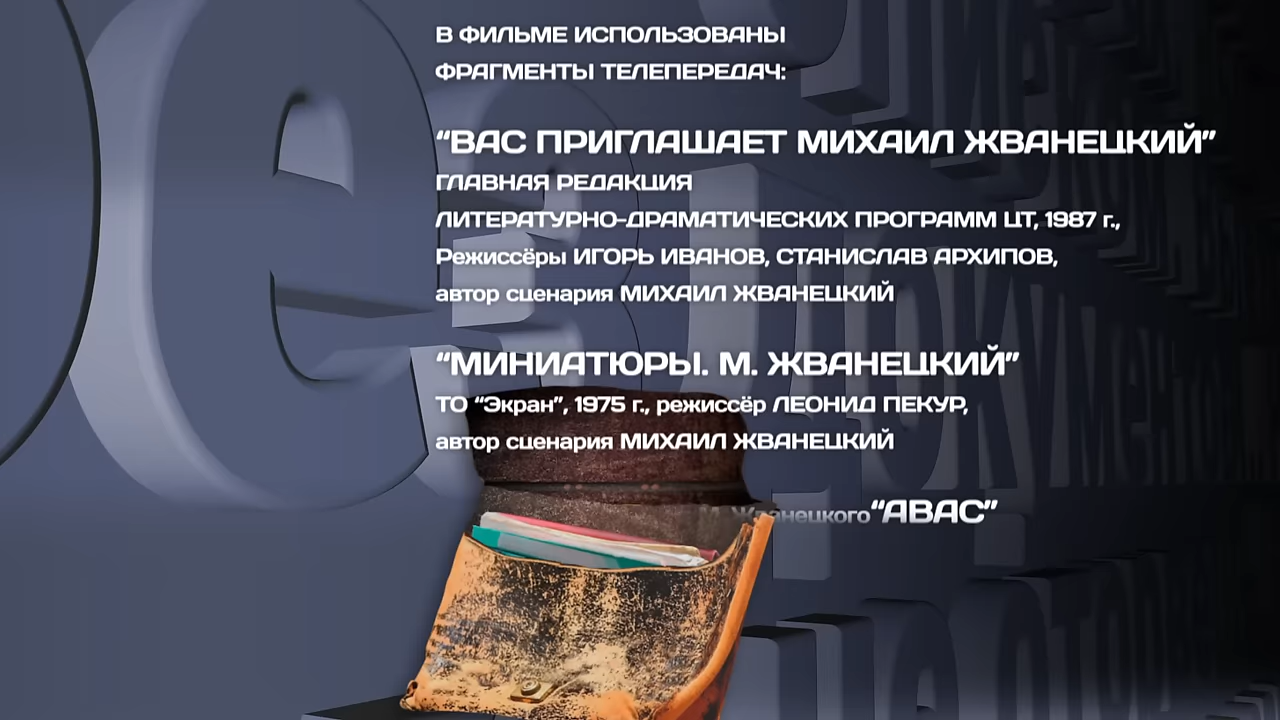 В ФИЛЬМЕ ИСПОЛЬЗОВАНЫ
ФРАГМЕНТЫ ТЕЛЕПЕРЕДАЧ:
“ВАС ПРИГЛАШАЕТ МИХАИЛ ЖВАНЕЦКИЙ”
ГЛАВНАЯ РЕДАКЦИЯ
ЛИТЕРАТУРНО-ДРАМАТИЧЕСКИХ ПРОГРАММ ЦТ, 1987 г.,
Режиссёры ИГОРЬ ИВАНОВ, СТАНИСЛАВ АРХИПОВ,
автор сценария МИХАИЛ ЖВАНЕЦКИЙ
“МИНИАТЮРЫ. М. ЖВАНЕЦКИЙ”
ТО “Экран”, 1975 г., режиссёр ЛЕОНИД ПЕКУР,
автор сценария МИХАИЛ ЖВАНЕЦКИЙ
М. Жванецкого “АВАС”